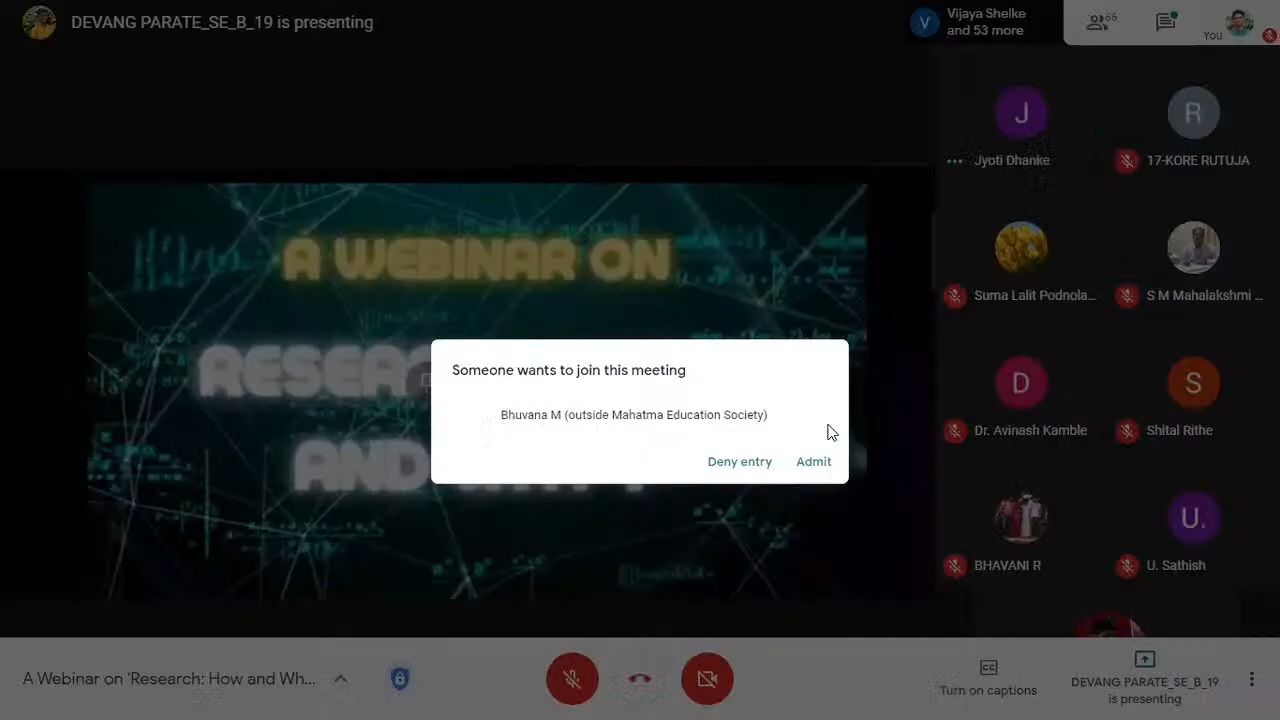 DEVANG PARATE_SE_B_19 is presenting
V
Vijaya Shelke
and 53 more
You
J
Jyoti Dhanke
R
17-KORE RUTUJA
Suma Lalit Podnola...
S M Mahalakshmi ...
D
Dr. Avinash Kamble
S
Shital Rithe
BHAVANI R
U.
U. Sathish
A WEBINAR ON
AND
Someone wants to join this meeting
Bhuvana M (outside Mahatma Education Society)
Deny entry
Admit
A Webinar on 'Research: How and Wh...
CC
Turn on captions
DEVANG PARATE_SE_B_19
is presenting